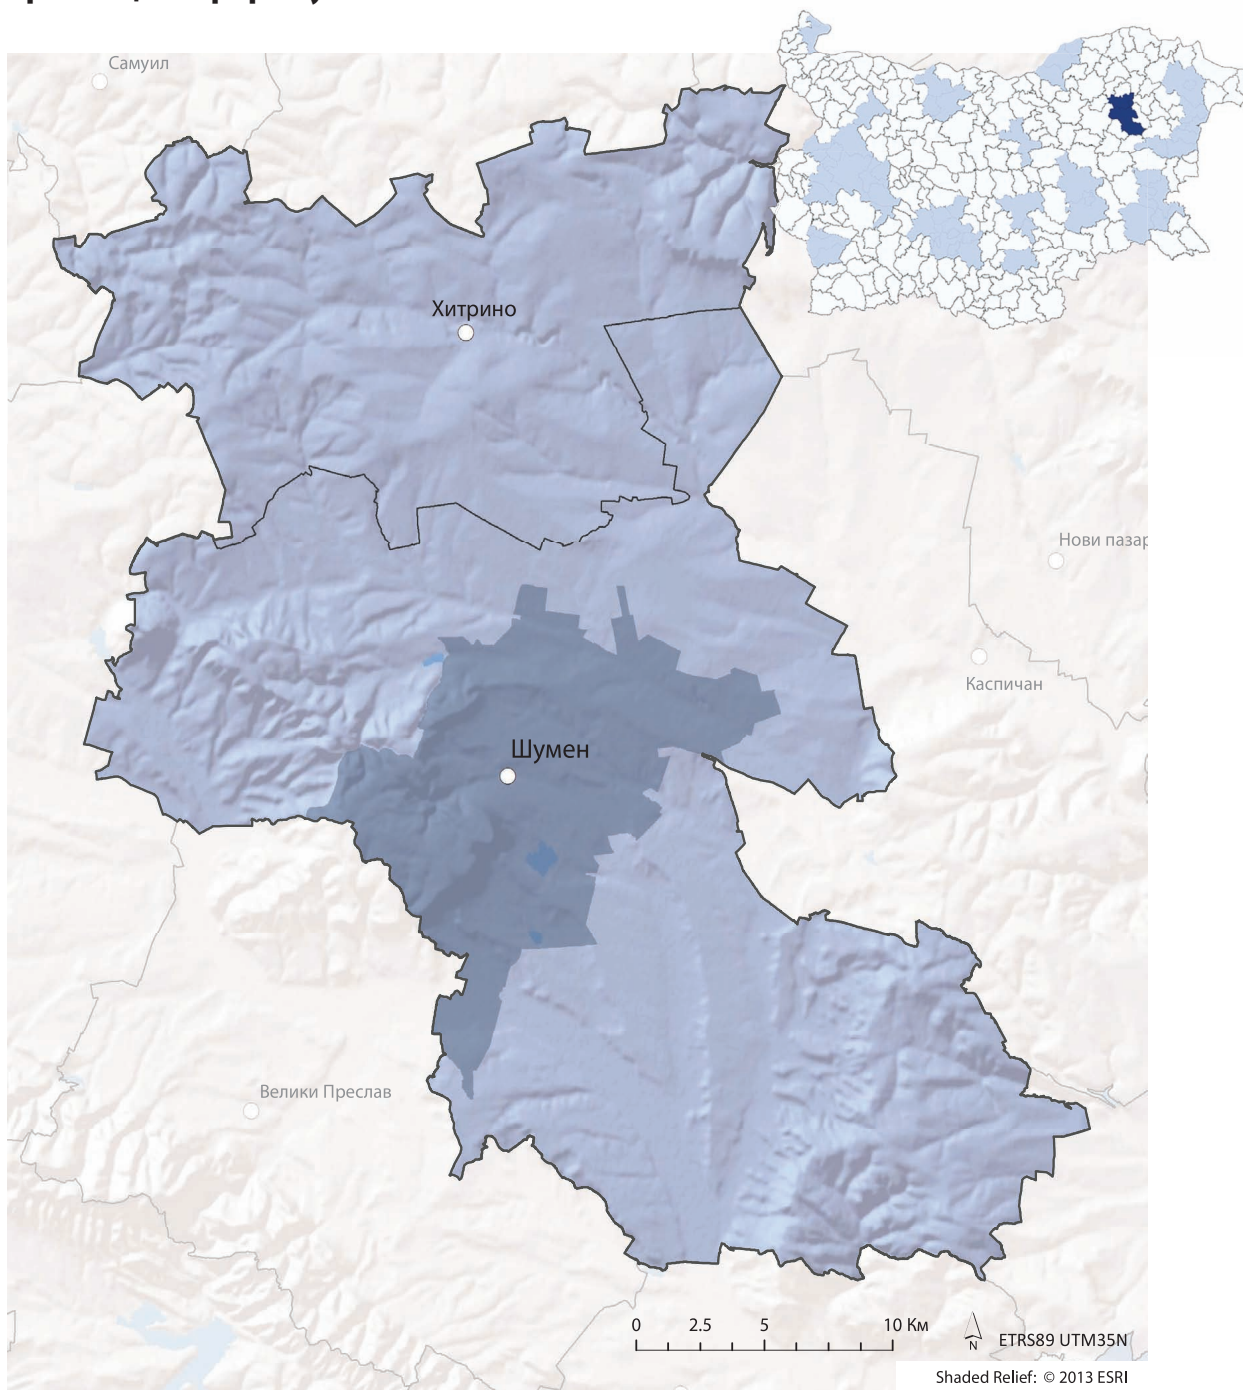 Самуил
Хитрино
Нови пазар
Каспичан
Шумен
Велики Преслав
0 2.5 5 10 Км
N
ETRS89 UTM35N
Shaded Relief: © 2013 ESRI